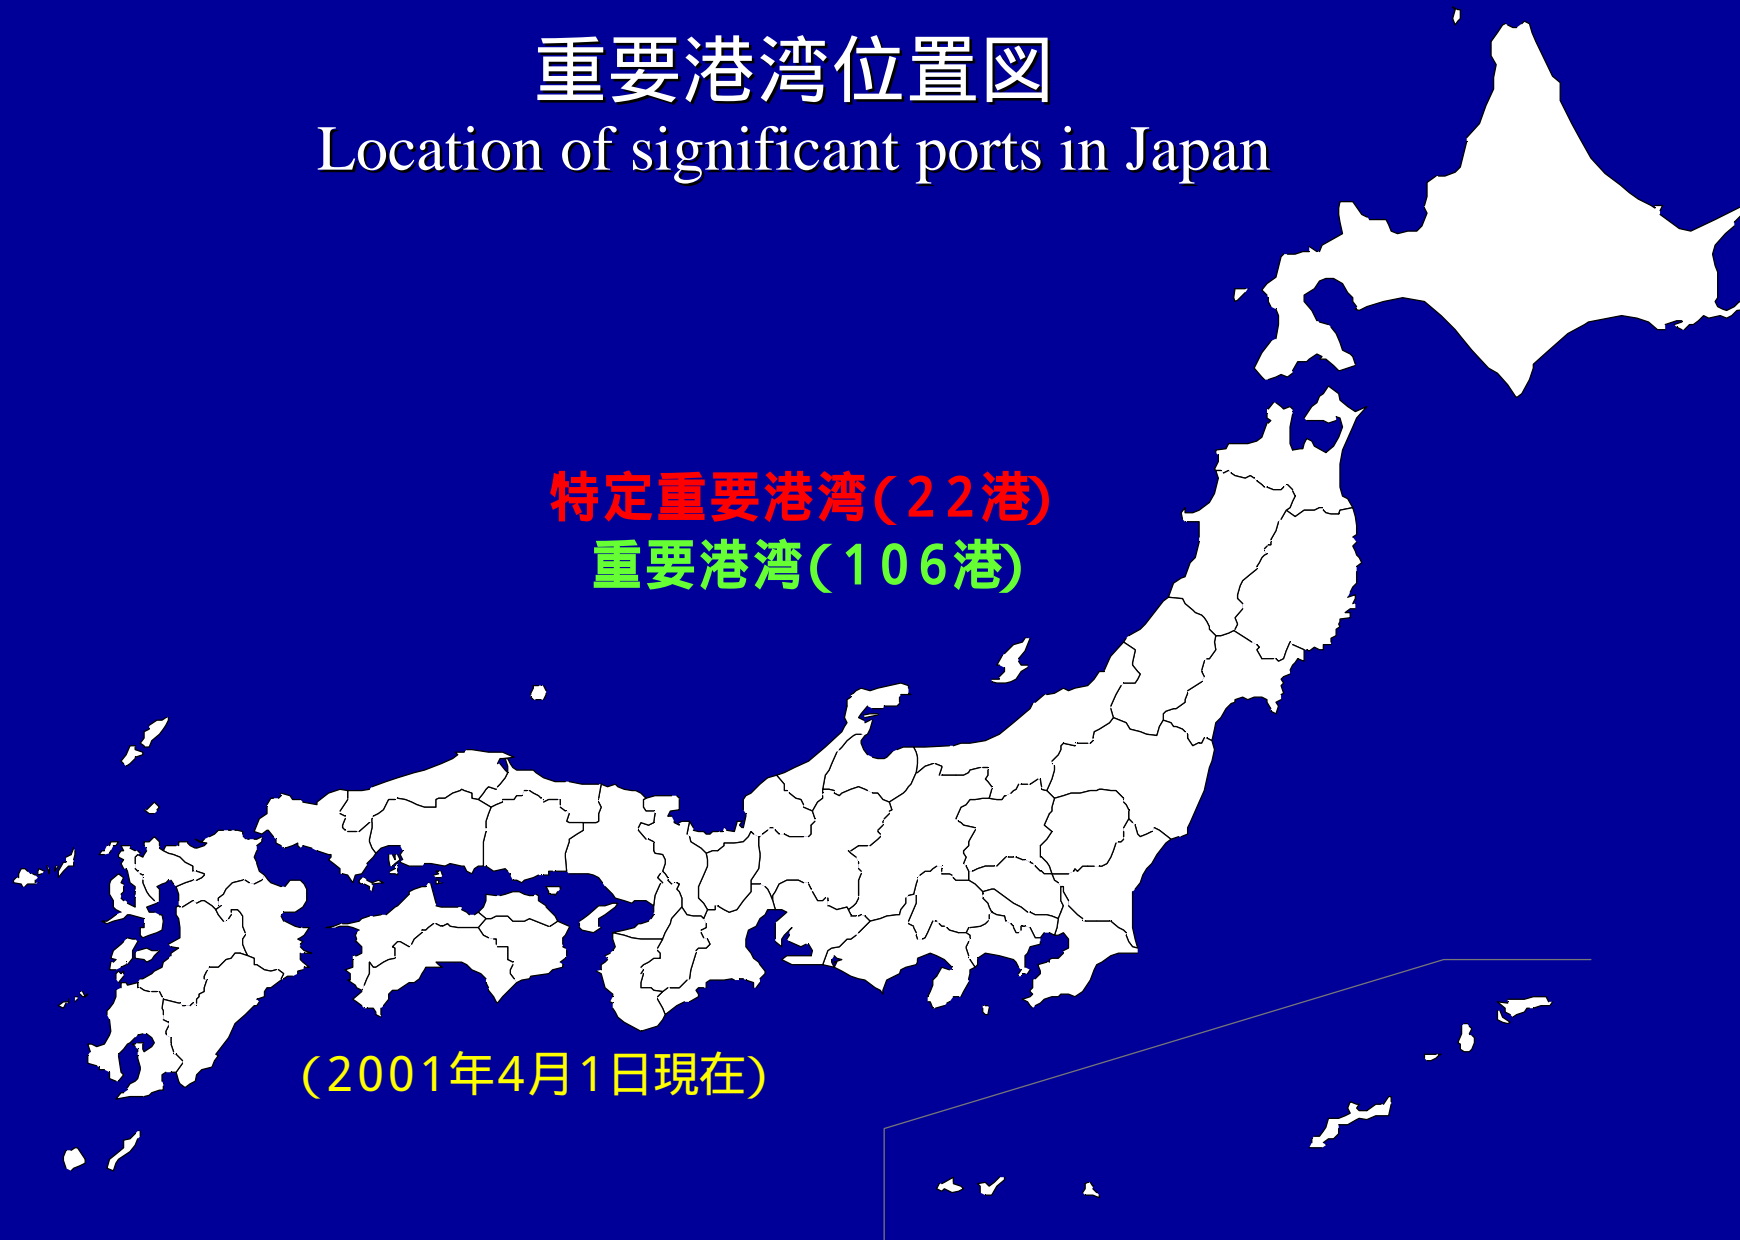 重要港湾位置図
Location of significant ports in Japan
特定重要港湾(22港)
重要港湾(106港)
(2001年4月1日現在)